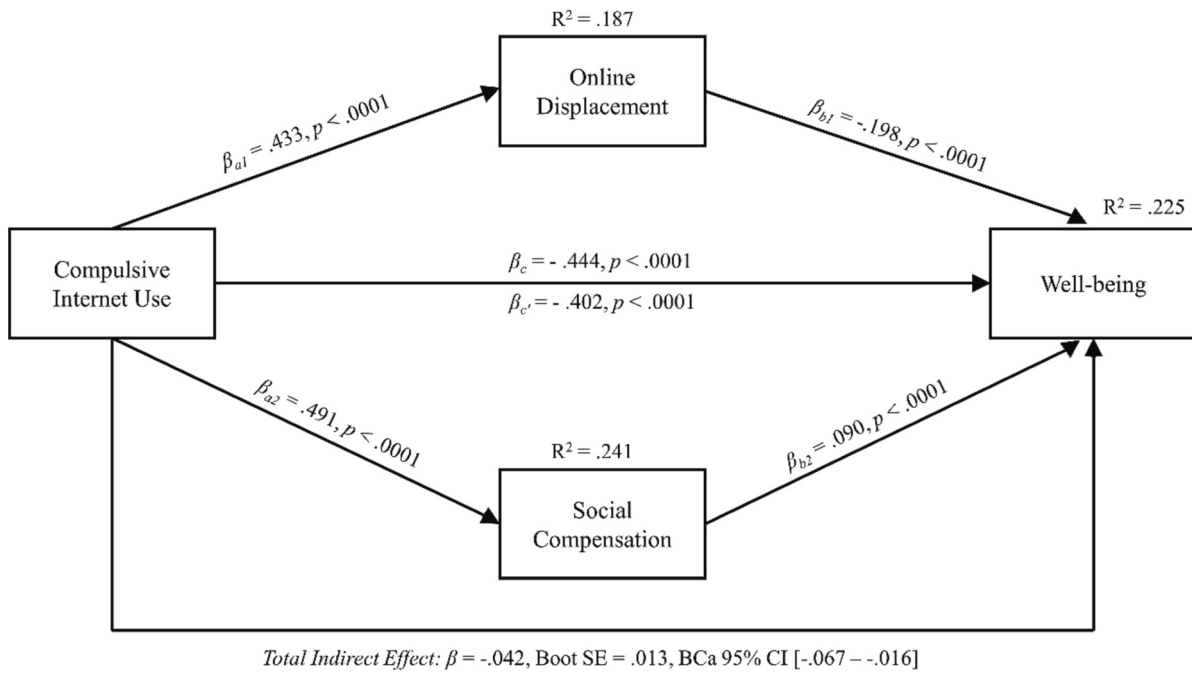 R² = .187
Online
Displacement
βa1 = .433, p < .0001
βb1 = -.198, p < .0001
R² = .225
Compulsive
Internet Use
βc = - .444, p < .0001
βc' = - .402, p < .0001
Well-being
βa2 = .491, p < .0001
βb2 = .090, p < .0001
R² = .241
Social
Compensation
Total Indirect Effect: β = -.042, Boot SE = .013, BCa 95% CI [-.067 – -.016]